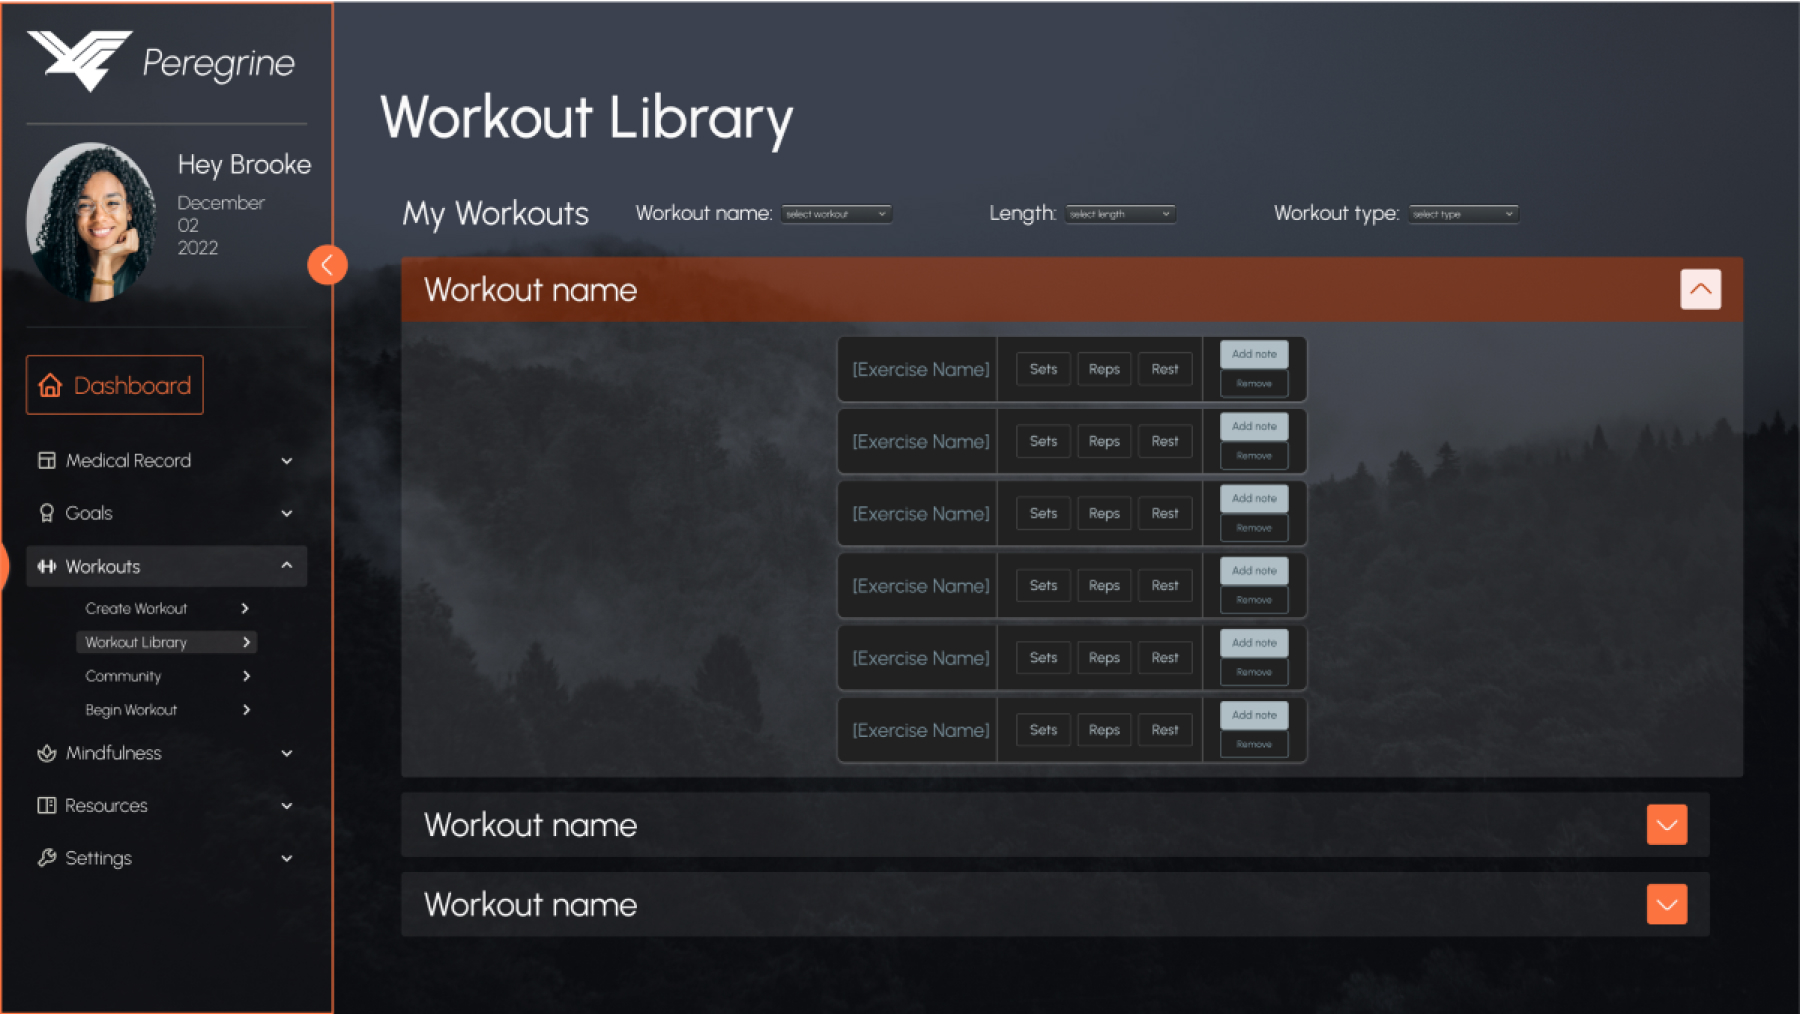 Peregrine
Hey Brooke
December
02
2022
Dashboard
Medical Record
Goals
Workouts
Create Workout
Workout Library
Community
Begin Workout
Mindfulness
Resources
Settings
Workout Library
My Workouts Workout name: select workout Length: select length Workout type: select type
Workout name
[Exercise Name] Sets Reps Rest Add note
Remove
[Exercise Name] Sets Reps Rest Add note
Remove
[Exercise Name] Sets Reps Rest Add note
Remove
[Exercise Name] Sets Reps Rest Add note
Remove
[Exercise Name] Sets Reps Rest Add note
Remove
[Exercise Name] Sets Reps Rest Add note
Remove
Workout name
Workout name